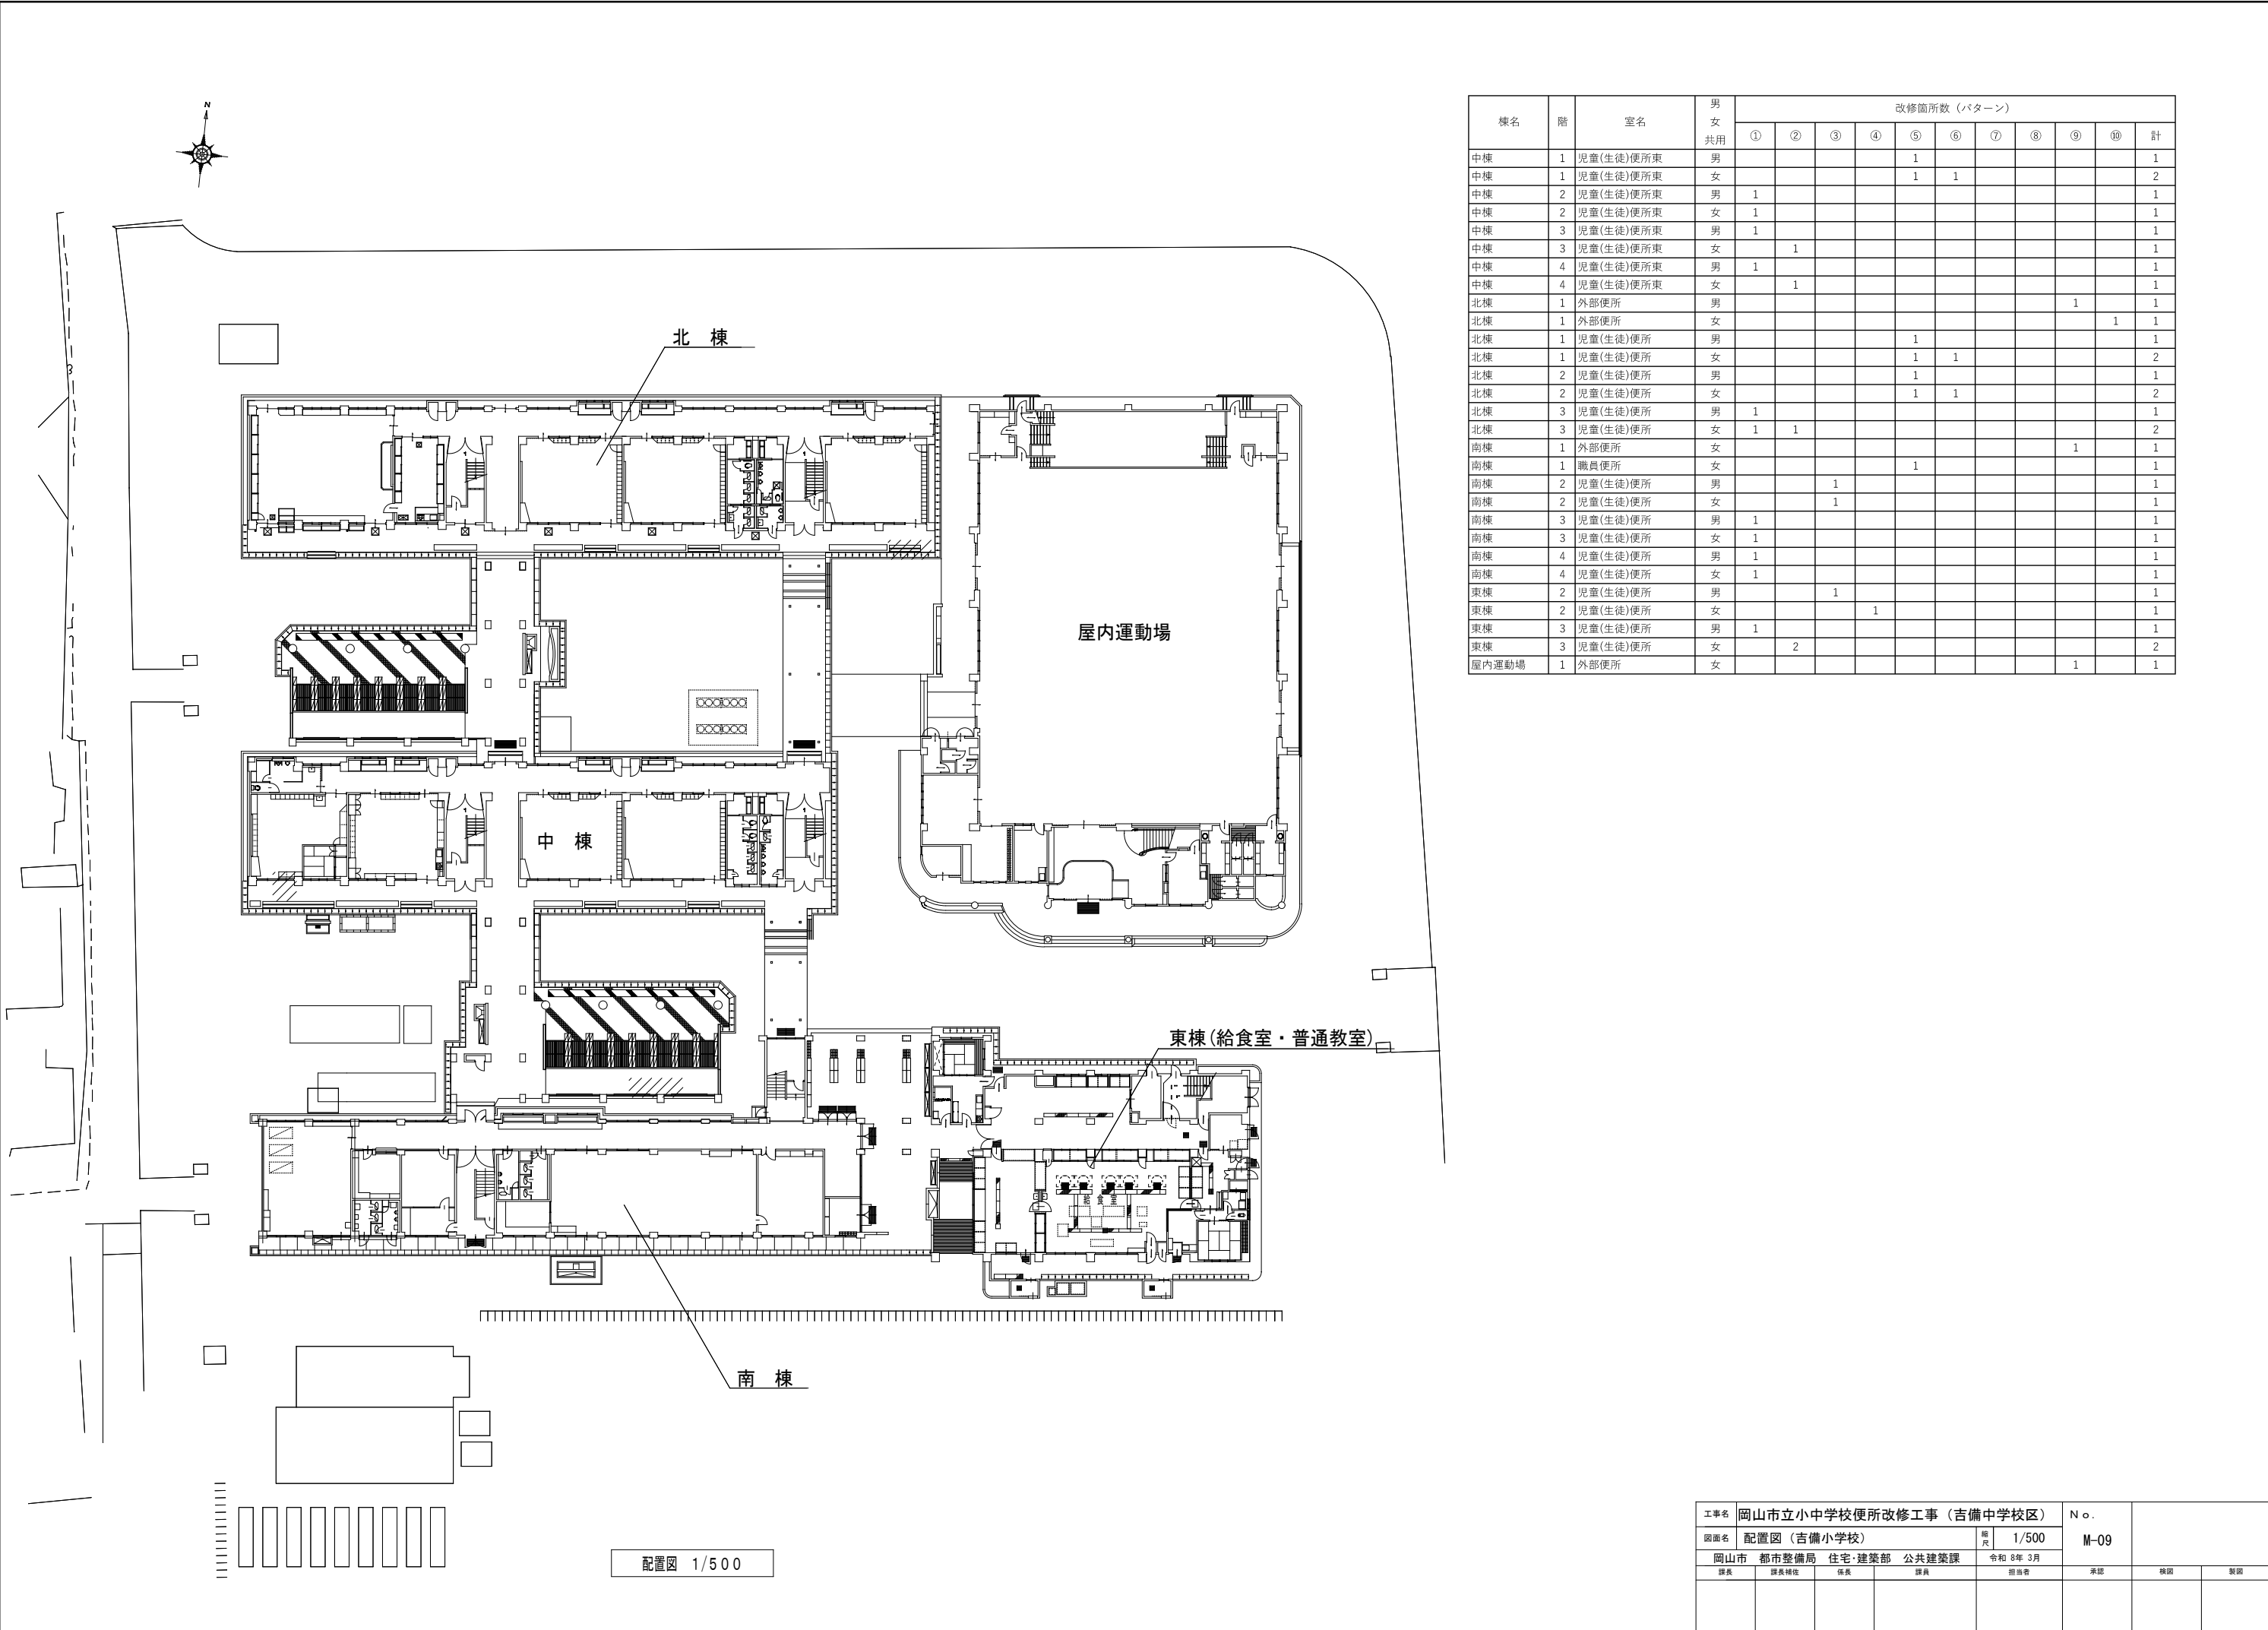 N
北 棟
屋内運動場
中 棟
東棟(給食室・普通教室)
給 食 室
南 棟
配置図 1/500
棟名 階 室名 男女共用 改修箇所数（パターン）
① ② ③ ④ ⑤ ⑥ ⑦ ⑧ ⑨ ⑩ 計
中棟 1 児童(生徒)便所東 男 1 1
中棟 1 児童(生徒)便所東 女 1 1 2
中棟 2 児童(生徒)便所東 男 1 1
中棟 2 児童(生徒)便所東 女 1 1
中棟 3 児童(生徒)便所東 男 1 1
中棟 3 児童(生徒)便所東 女 1 1
中棟 4 児童(生徒)便所東 男 1 1
中棟 4 児童(生徒)便所東 女 1 1
北棟 1 外部便所 男 1 1
北棟 1 外部便所 女 1 1
北棟 1 児童(生徒)便所 男 1 1
北棟 1 児童(生徒)便所 女 1 1 2
北棟 2 児童(生徒)便所 男 1 1
北棟 2 児童(生徒)便所 女 1 1 2
北棟 3 児童(生徒)便所 男 1 1
北棟 3 児童(生徒)便所 女 1 1 2
南棟 1 外部便所 女 1 1
南棟 1 職員便所 女 1 1
南棟 2 児童(生徒)便所 男 1 1
南棟 2 児童(生徒)便所 女 1 1
南棟 3 児童(生徒)便所 男 1 1
南棟 3 児童(生徒)便所 女 1 1
南棟 4 児童(生徒)便所 男 1 1
南棟 4 児童(生徒)便所 女 1 1
東棟 2 児童(生徒)便所 男 1 1
東棟 2 児童(生徒)便所 女 1 1
東棟 3 児童(生徒)便所 男 1 1
東棟 3 児童(生徒)便所 女 2 2
屋内運動場 1 外部便所 女 1 1
工事名 岡山市立小中学校便所改修工事（吉備中学校区） No.
図面名 配置図（吉備小学校） 縮尺 1/500 M-09
岡山市 都市整備局 住宅・建築部 公共建築課 令和 8年 3月
課長 課長補佐 係長 課員 担当者 承認 検図 製図